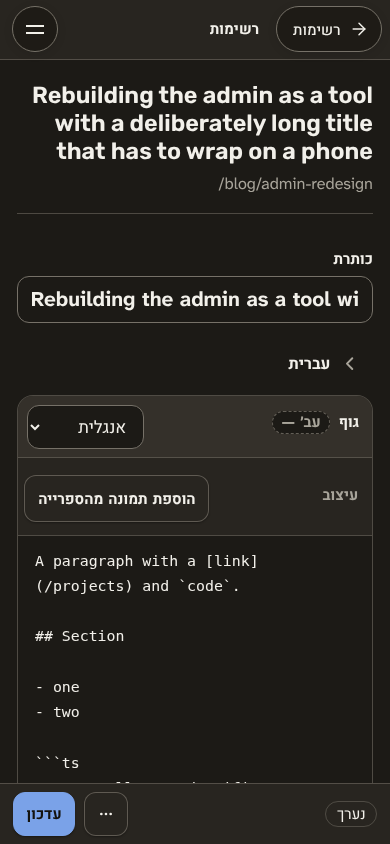 רשימות
רשימות
Rebuilding the admin as a tool
with a deliberately long title
that has to wrap on a phone
/blog/admin-redesign
כותרת
Rebuilding the admin as a tool wi
עברית
גוף
עב׳ —
אנגלית
עיצוב
הוספת תמונה מהספרייה
A paragraph with a [link]
(/projects) and `code`.
## Section
- one
- two
```ts
נערך
עדכון